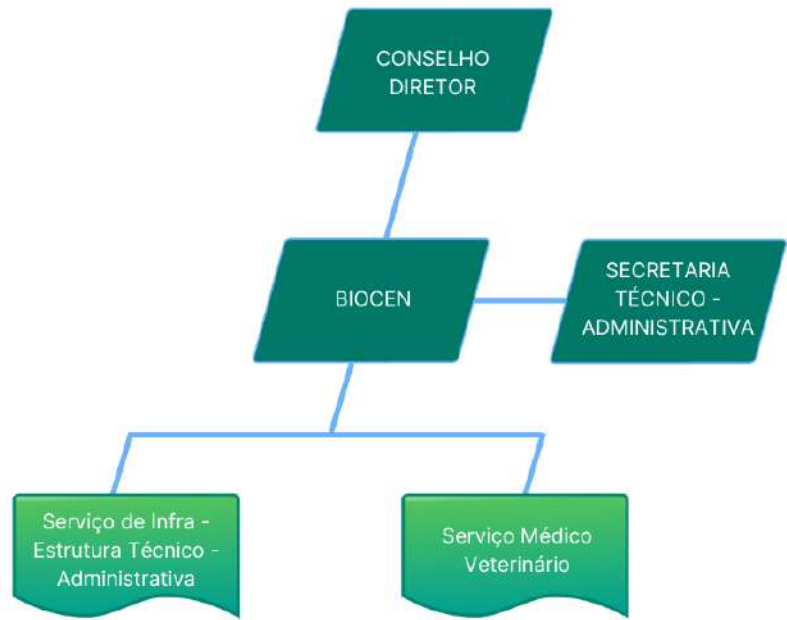 CONSELHO
DIRETOR
BIOCEN
SECRETARIA
TÉCNICO -
ADMINISTRATIVA
Serviço de Infra -
Estrutura Técnico -
Administrativa
Serviço Médico
Veterinário